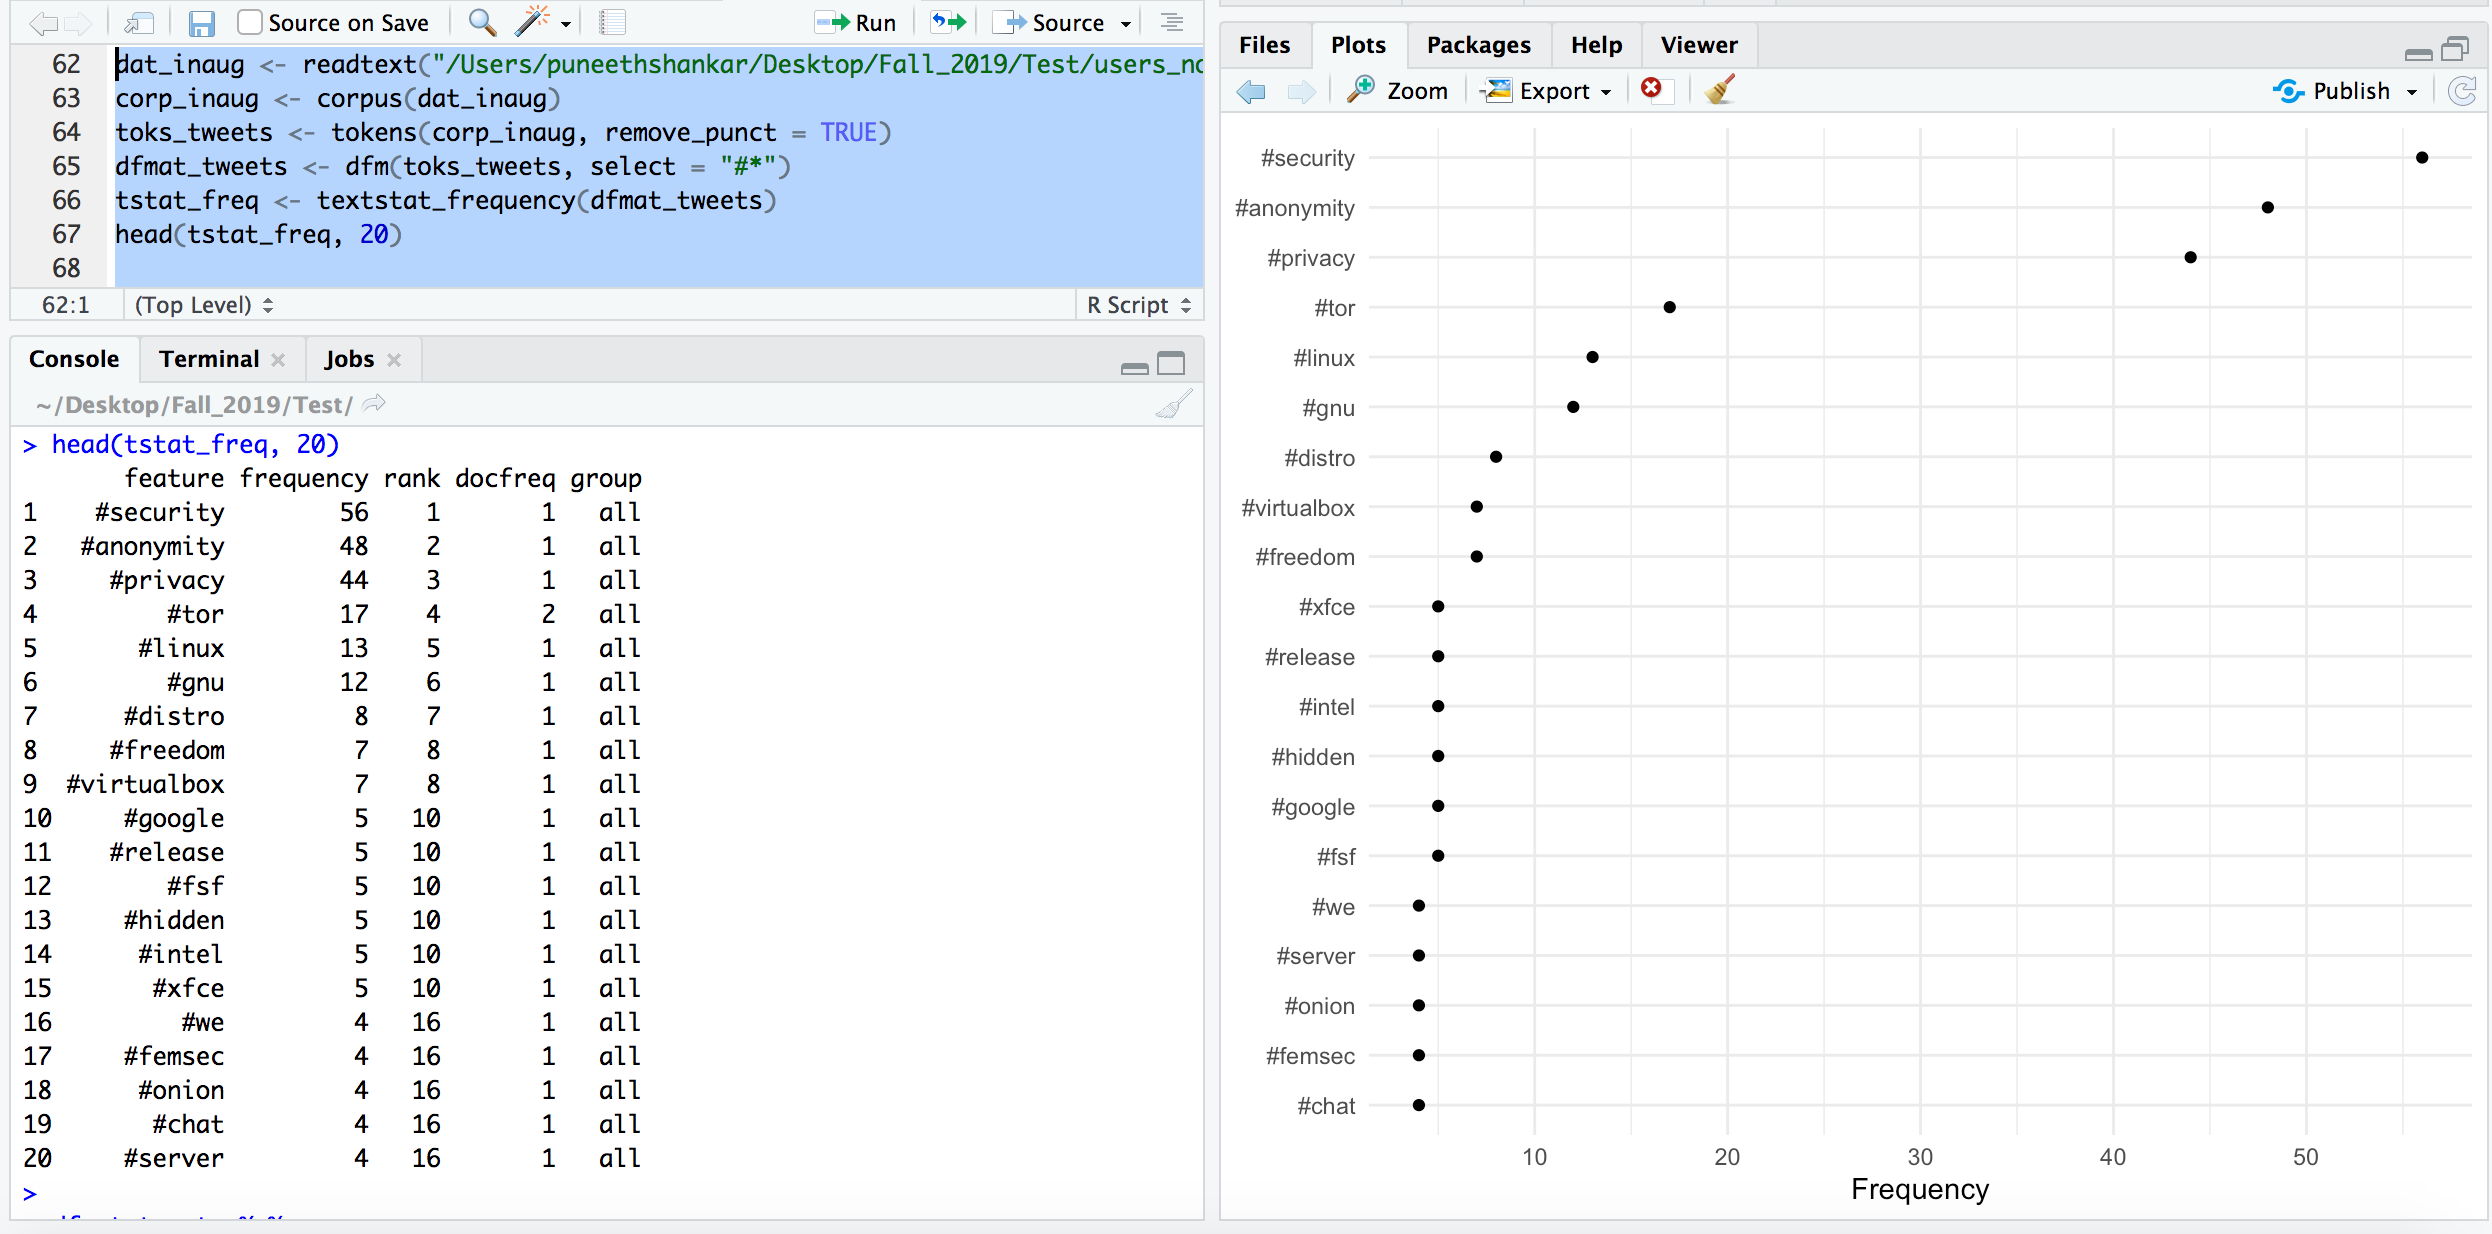 Source on Save
Run
Source
62 dat_inaug <- readtext("/Users/puneethshankar/Desktop/Fall_2019/Test/users_no
63 corp_inaug <- corpus(dat_inaug)
64 toks_tweets <- tokens(corp_inaug, remove_punct = TRUE)
65 dfmat_tweets <- dfm(toks_tweets, select = "#*")
66 tstat_freq <- textstat_frequency(dfmat_tweets)
67 head(tstat_freq, 20)
68
62:1 (Top Level) R Script
Console Terminal Jobs
~/Desktop/Fall_2019/Test/
> head(tstat_freq, 20)
feature frequency rank docfreq group
1 #security 56 1 1 all
2 #anonymity 48 2 1 all
3 #privacy 44 3 1 all
4 #tor 17 4 2 all
5 #linux 13 5 1 all
6 #gnu 12 6 1 all
7 #distro 8 7 1 all
8 #freedom 7 8 1 all
9 #virtualbox 7 8 1 all
10 #google 5 10 1 all
11 #release 5 10 1 all
12 #fsf 5 10 1 all
13 #hidden 5 10 1 all
14 #intel 5 10 1 all
15 #xfce 5 10 1 all
16 #we 4 16 1 all
17 #femsec 4 16 1 all
18 #onion 4 16 1 all
19 #chat 4 16 1 all
20 #server 4 16 1 all
>
Files Plots Packages Help Viewer
Zoom Export Publish
#security
#anonymity
#privacy
#tor
#linux
#gnu
#distro
#virtualbox
#freedom
#xfce
#release
#intel
#hidden
#google
#fsf
#we
#server
#onion
#femsec
#chat
10 20 30 40 50
Frequency